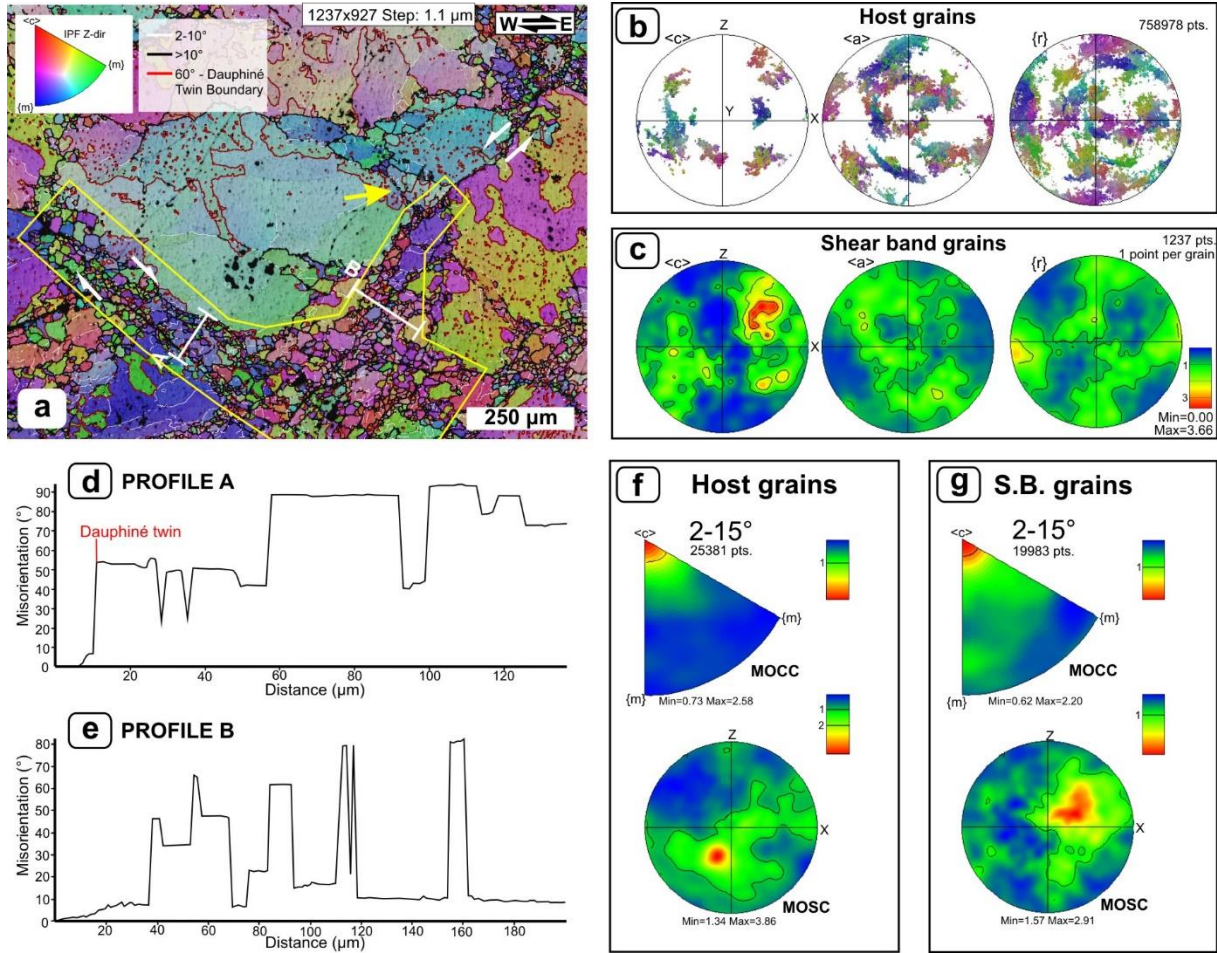 <c>
IPF Z-dir
{m}
{m}
2-10°
>10°
60° - Dauphiné
Twin Boundary
1237x927 Step: 1.1 µm
W E
A
B
a
250 µm
b
Host grains
758978 pts.
<c>
Z
<a>
{r}
Y
X
c
Shear band grains
1237 pts.
1 point per grain
<c>
Z
<a>
{r}
X
1
3
Min=0.00
Max=3.66
d
PROFILE A
Misorientation (°)
90
80
70
60
50
40
30
20
10
0
Dauphiné twin
20 40 60 80 100 120
Distance (µm)
e
PROFILE B
Misorientation (°)
80
70
60
50
40
30
20
10
0
20 40 60 80 100 120 140 160 180
Distance (µm)
f
Host grains
2-15°
25381 pts.
<c>
1
{m}
MOCC
{m}
Min=0.73 Max=2.58
1
2
Z
X
MOSC
Min=1.34 Max=3.86
g
S.B. grains
2-15°
19983 pts.
<c>
1
{m}
MOCC
{m}
Min=0.62 Max=2.20
1
Z
X
MOSC
Min=1.57 Max=2.91